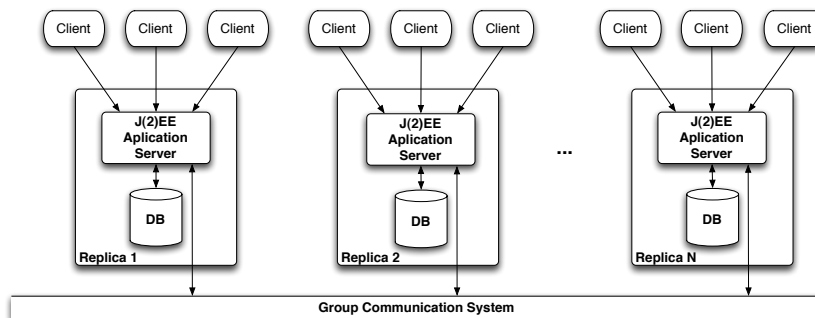 Client
Client
Client
Client
Client
Client
Client
Client
Client
J(2)EE
Aplication
Server
J(2)EE
Aplication
Server
J(2)EE
Aplication
Server
...
DB
DB
DB
Replica 1
Replica 2
Replica N
Group Communication System